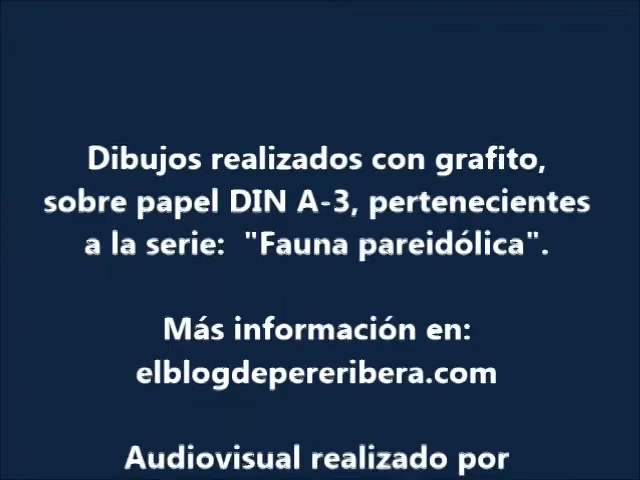 Dibujos realizados con grafito,
sobre papel DIN A-3, pertenecientes
a la serie:  "Fauna pareidólica".
Más información en:
elblogdepereribera.com
Audiovisual realizado por